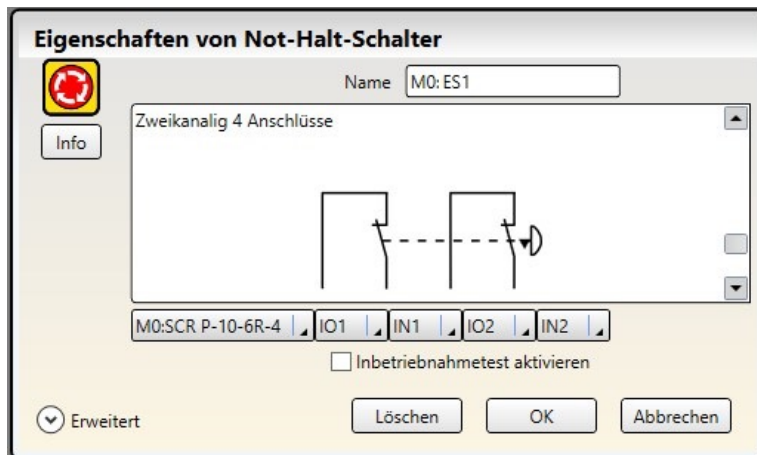 Eigenschaften von Not-Halt-Schalter
Name M0: ES1
Info
Zweikanalig 4 Anschlüsse
M0:SCR P-10-6R-4 IO1 IN1 IO2 IN2
Inbetriebnahmetest aktivieren
Erweitert Löschen OK Abbrechen